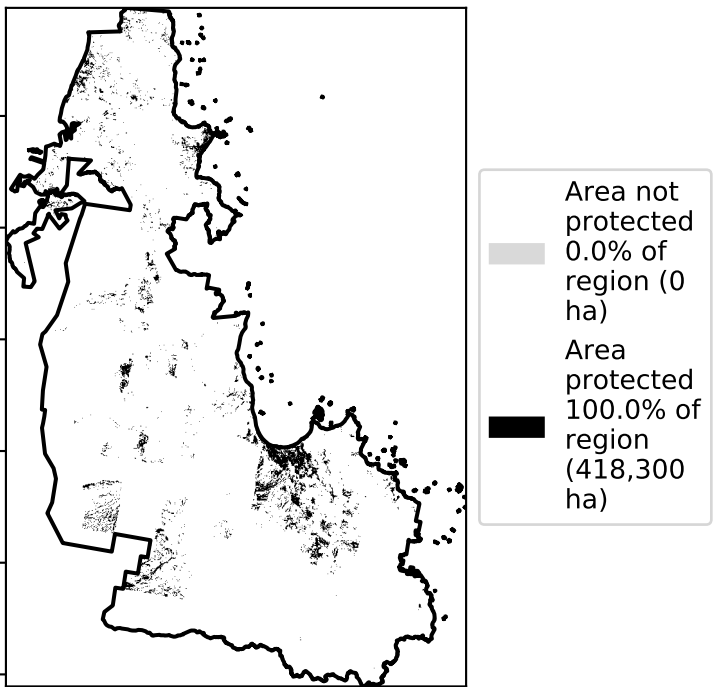 Area not
protected
0.0% of
region (0
ha)
Area
protected
100.0% of
region
(418,300
ha)